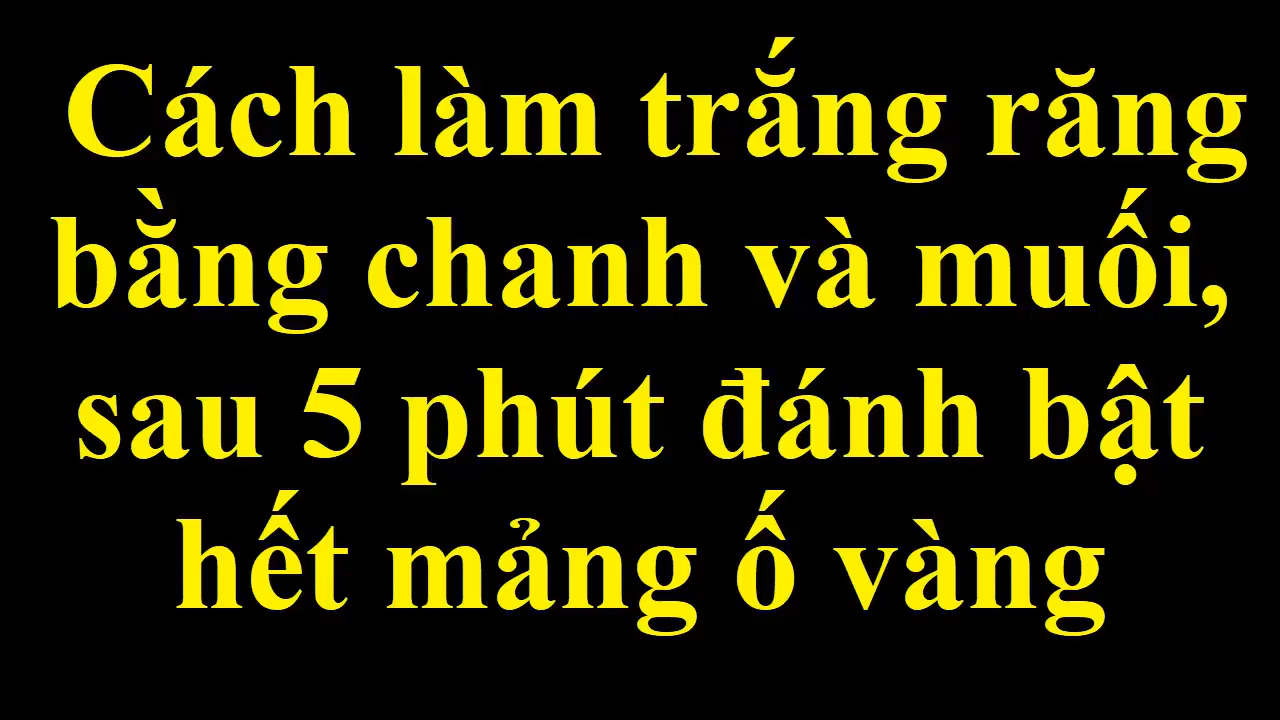 Cách làm trắng răng
bằng chanh và muối,
sau 5 phút đánh bật
hết mảng ố vàng